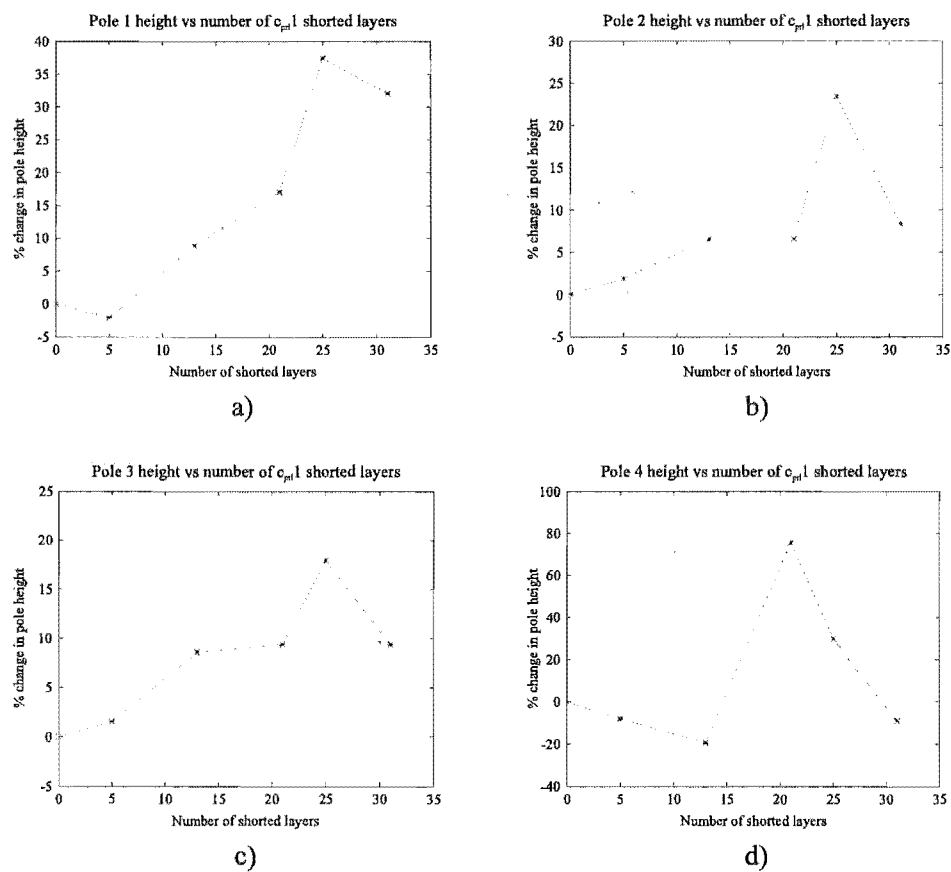 Pole 1 height vs number of c_prl1 shorted layers
% change in pole height
40
35
30
25
20
15
10
5
0
-5
0 5 10 15 20 25 30 35
Number of shorted layers
a)
Pole 2 height vs number of c_prl1 shorted layers
% change in pole height
30
25
20
15
10
5
0
-5
0 5 10 15 20 25 30 35
Number of shorted layers
b)
Pole 3 height vs number of c_prl1 shorted layers
% change in pole height
25
20
15
10
5
0
-5
0 5 10 15 20 25 30 35
Number of shorted layers
c)
Pole 4 height vs number of c_prl1 shorted layers
% change in pole height
100
80
60
40
20
0
-20
-40
0 5 10 15 20 25 30 35
Number of shorted layers
d)